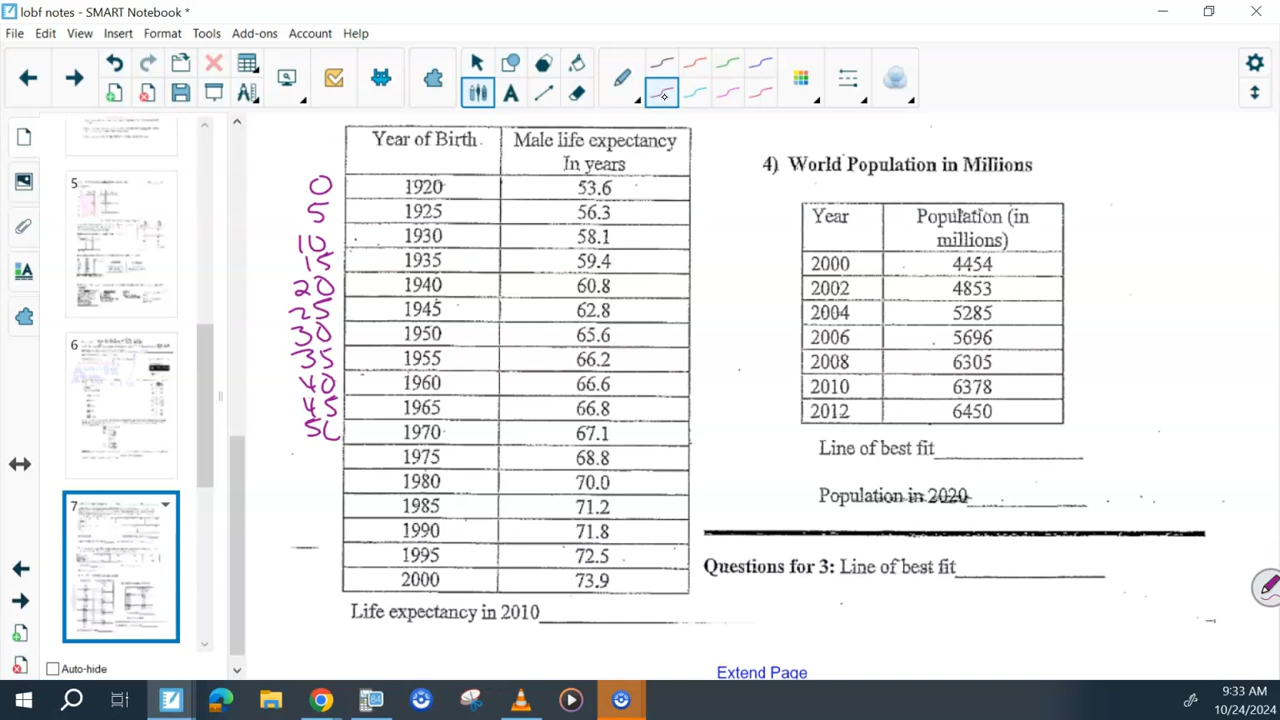 lobf notes - SMART Notebook *
File Edit View Insert Format Tools Add-ons Account Help
Year of Birth Male life expectancy In years
0 1920 53.6
5 1925 56.3
10 1930 58.1
15 1935 59.4
20 1940 60.8
25 1945 62.8
30 1950 65.6
35 1955 66.2
40 1960 66.6
45 1965 66.8
5 1970 67.1
1975 68.8
1980 70.0
1985 71.2
1990 71.8
1995 72.5
2000 73.9
Life expectancy in 2010
4) World Population in Millions
Year Population (in millions)
2000 4454
2002 4853
2004 5285
2006 5696
2008 6305
2010 6378
2012 6450
Line of best fit
Population in 2020
Questions for 3: Line of best fit
Extend Page
5
6
7
Auto-hide
9:33 AM
10/24/2024